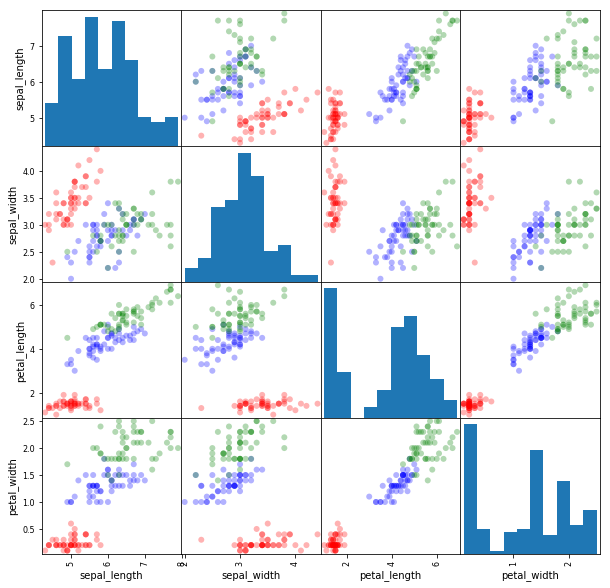 sepal_length
7
6
5
sepal_width
4.0
3.5
3.0
2.5
2.0
petal_length
6
4
2
petal_width
2.5
2.0
1.5
1.0
0.5
5 6 7 8 2 3 4 2 4 6 1 2
sepal_length sepal_width petal_length petal_width